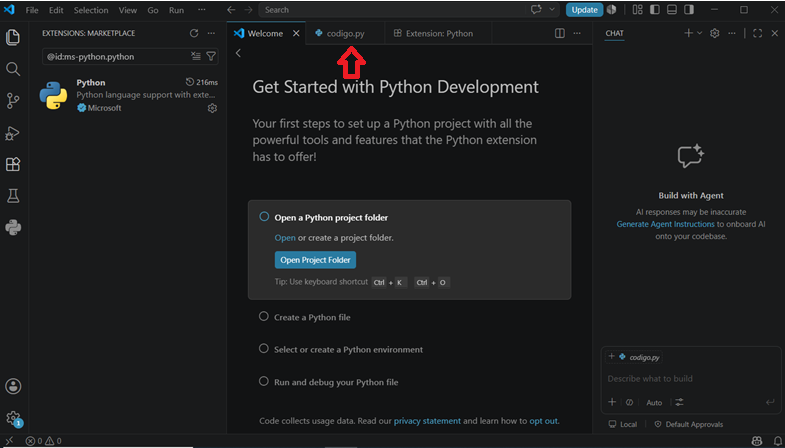 File Edit Selection View Go Run ··· Search Update
EXTENSIONS: MARKETPLACE ···
@id:ms-python.python
Python 216ms
Python language support with exte...
Microsoft
Welcome codigo.py Extension: Python ···
Get Started with Python Development
Your first steps to set up a Python project with all the
powerful tools and features that the Python extension
has to offer!
Open a Python project folder
Open or create a project folder.
Open Project Folder
Tip: Use keyboard shortcut Ctrl + K Ctrl + O
Create a Python file
Select or create a Python environment
Run and debug your Python file
Code collects usage data. Read our privacy statement and learn how to opt out.
CHAT ···
Build with Agent
AI responses may be inaccurate
Generate Agent Instructions to onboard AI
onto your codebase.
+ codigo.py
Describe what to build
+ Auto
Local Default Approvals
1
0 0